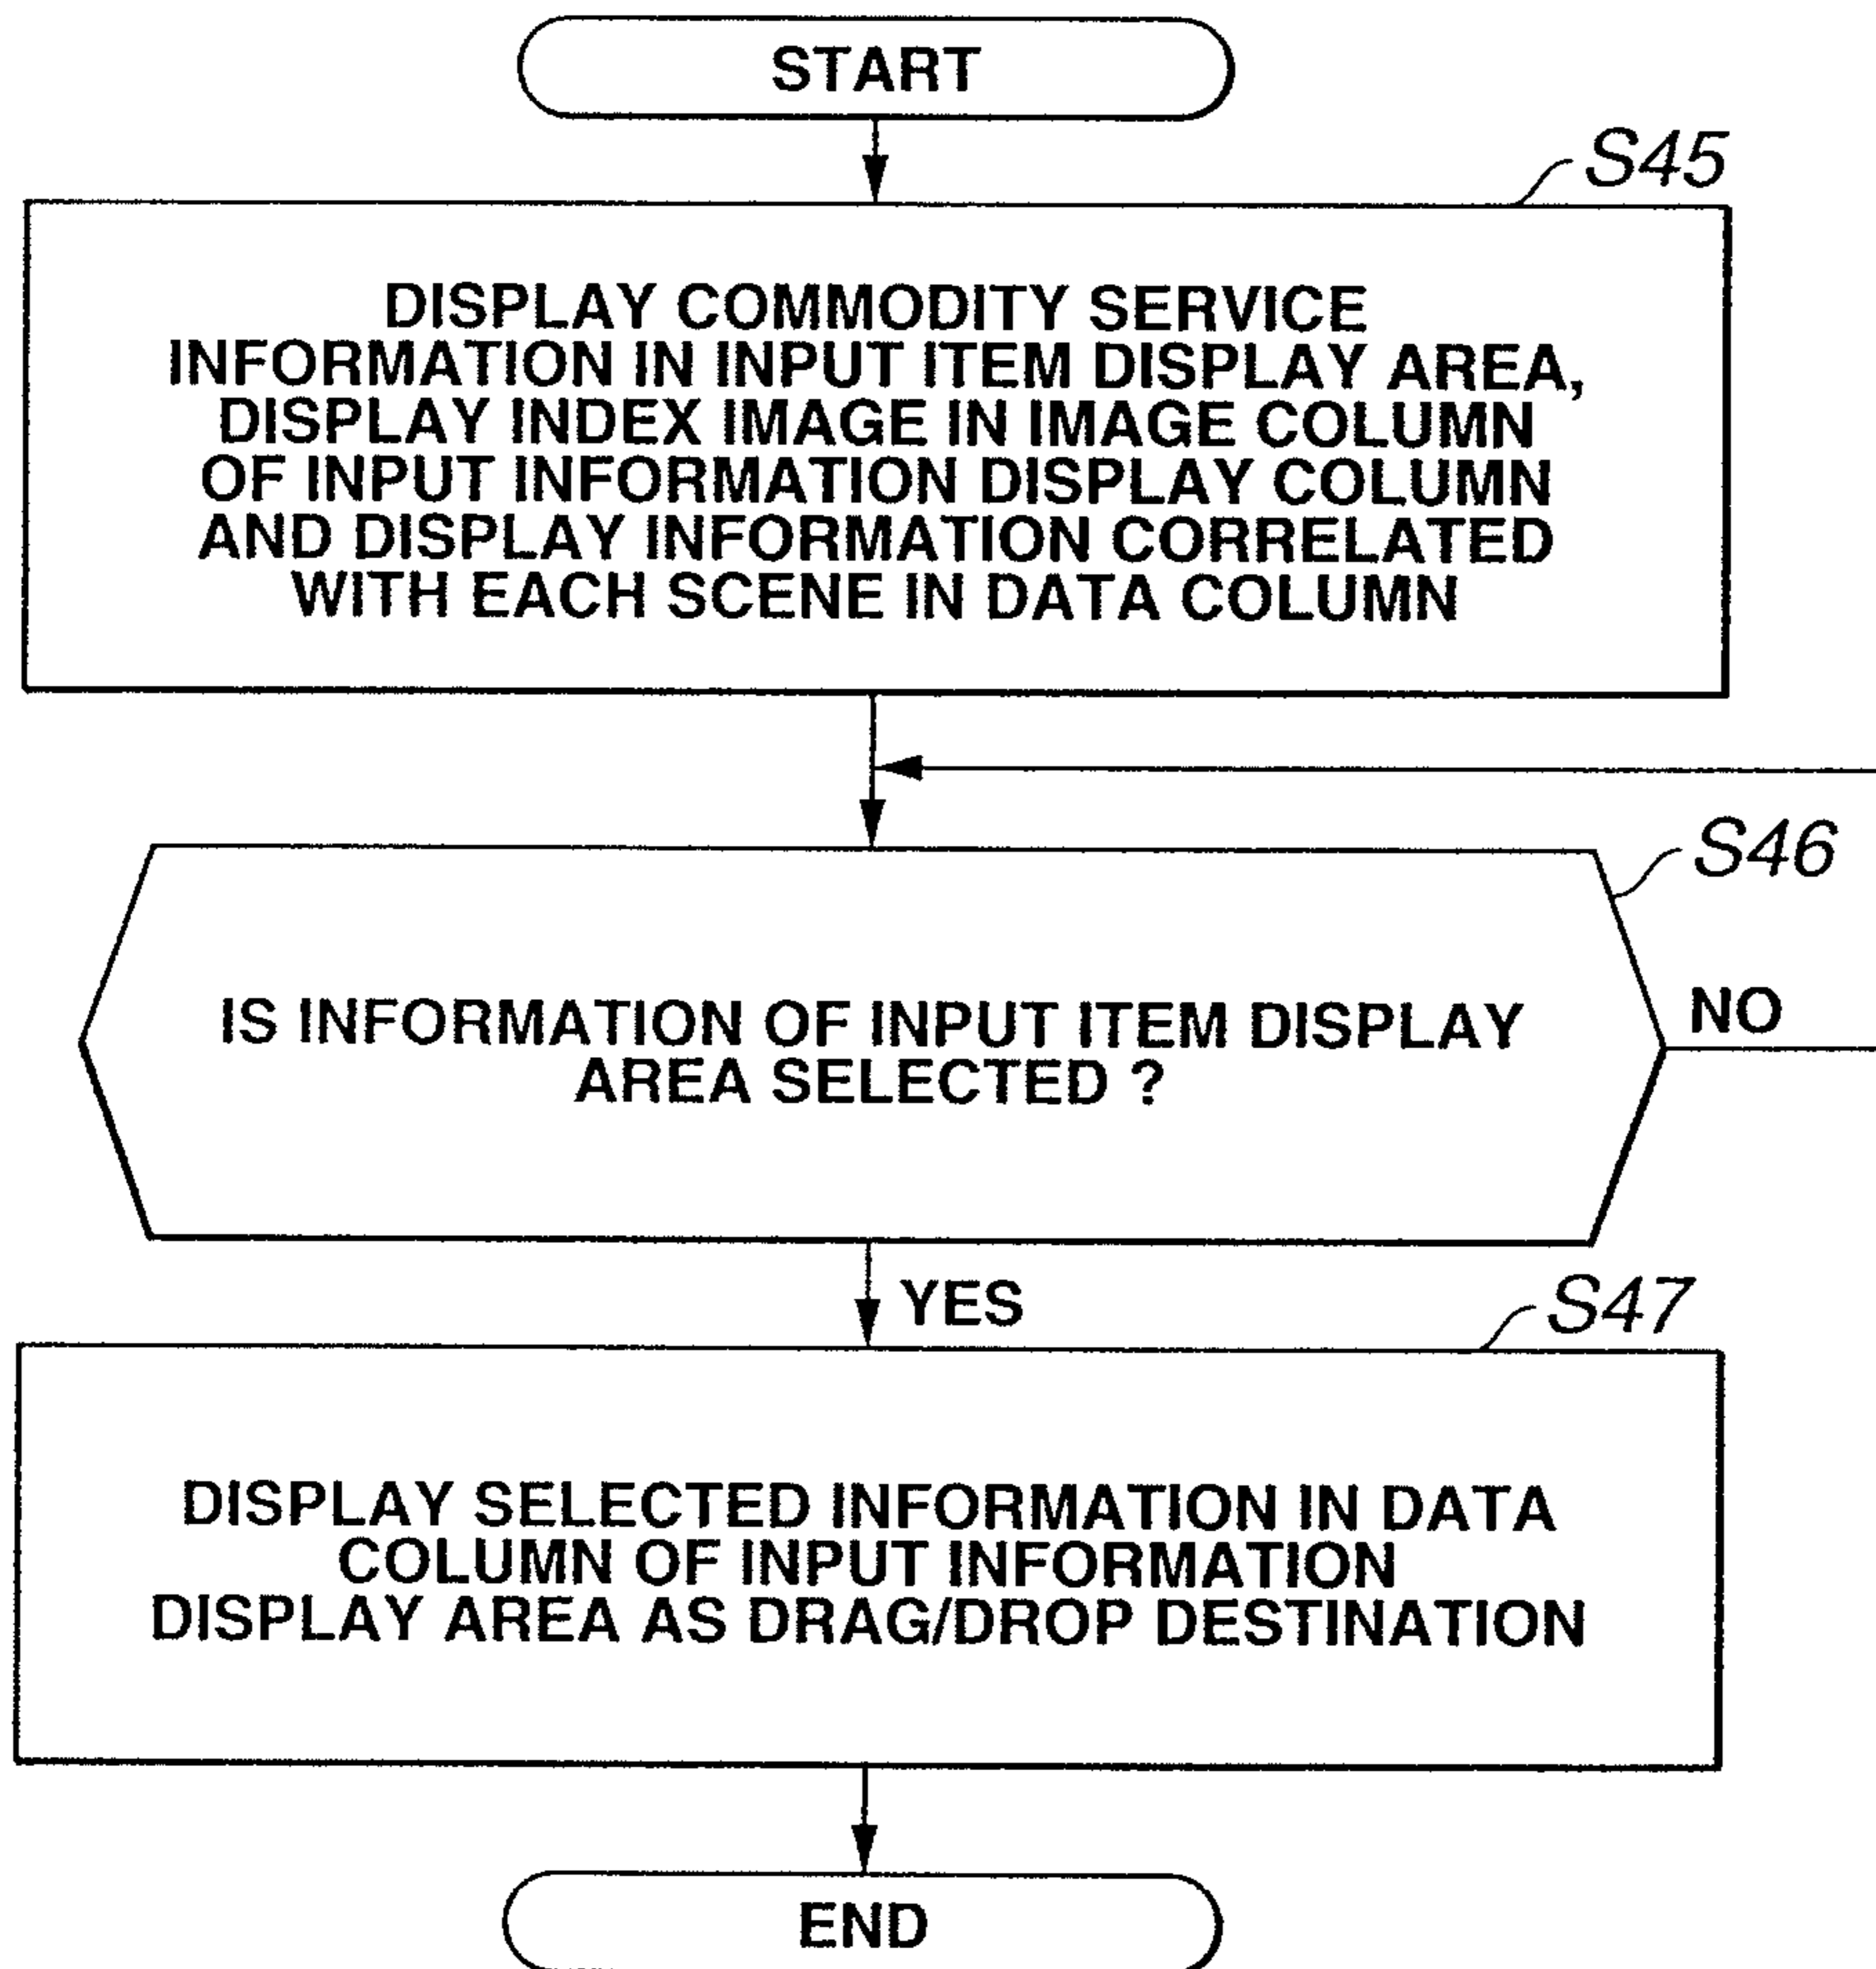 START
S45
DISPLAY COMMODITY SERVICE
INFORMATION IN INPUT ITEM DISPLAY AREA,
DISPLAY INDEX IMAGE IN IMAGE COLUMN
OF INPUT INFORMATION DISPLAY COLUMN
AND DISPLAY INFORMATION CORRELATED
WITH EACH SCENE IN DATA COLUMN
S46
IS INFORMATION OF INPUT ITEM DISPLAY
AREA SELECTED ?
NO
YES
S47
DISPLAY SELECTED INFORMATION IN DATA
COLUMN OF INPUT INFORMATION
DISPLAY AREA AS DRAG/DROP DESTINATION
END